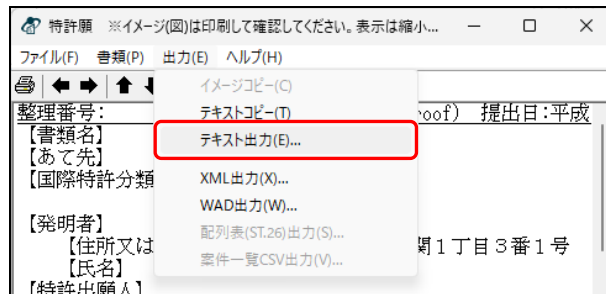 特許願 ※イメージ(図)は印刷して確認してください。表示は縮小...
ファイル(F) 書類(P) 出力(E) ヘルプ(H)
イメージコピー(C)
テキストコピー(T)
テキスト出力(E)...
XML出力(X)...
WAD出力(W)...
配列表(ST.26)出力(S)...
案件一覧CSV出力(V)...
整理番号: oof) 提出日:平成
【書類名】
【あて先】
【国際特許分類
【発明者】
【住所又は 関1丁目3番1号
【氏名】
【特許出願人】